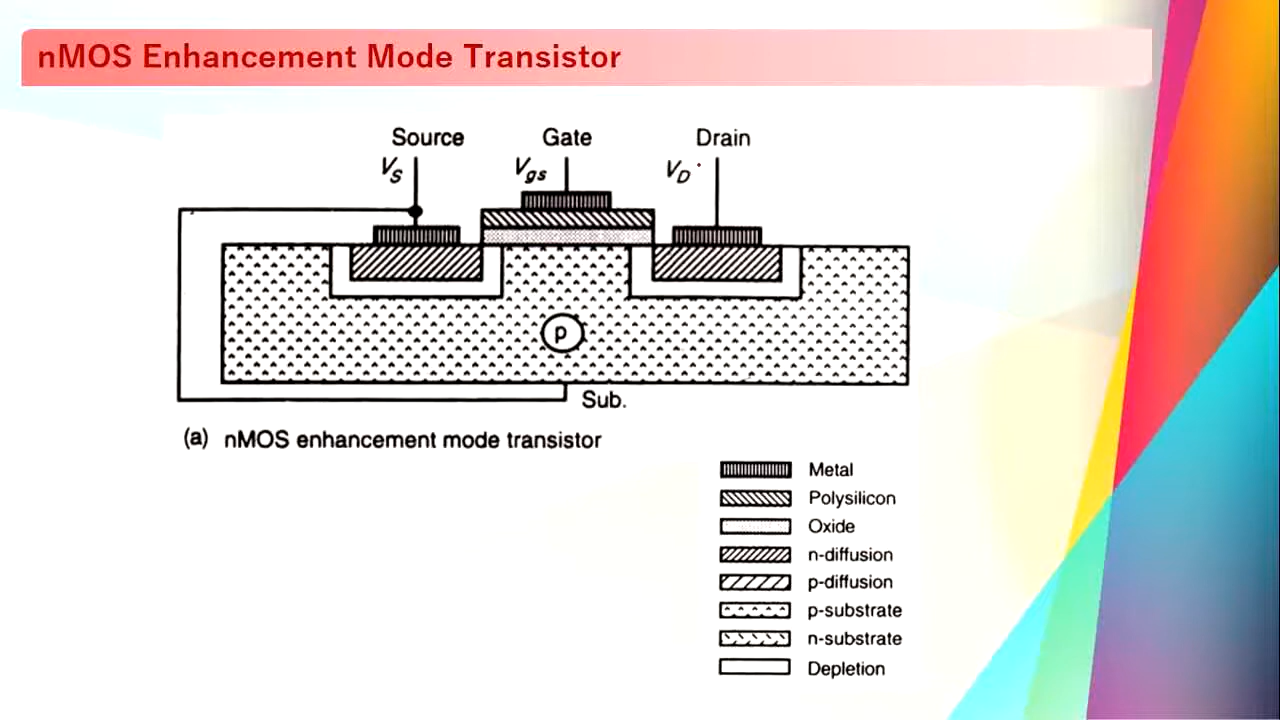 nMOS Enhancement Mode Transistor
Source Gate Drain
VS Vgs VD
p
Sub.
(a) nMOS enhancement mode transistor
Metal
Polysilicon
Oxide
n-diffusion
p-diffusion
p-substrate
n-substrate
Depletion